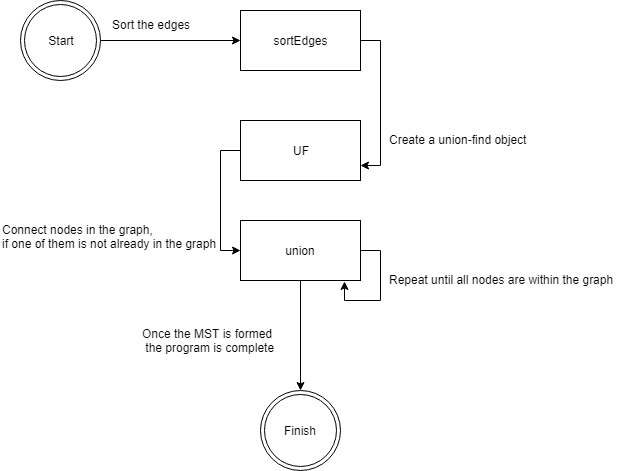 Start
Sort the edges
sortEdges
Create a union-find object
UF
Connect nodes in the graph,
if one of them is not already in the graph
union
Repeat until all nodes are within the graph
Once the MST is formed
the program is complete
Finish